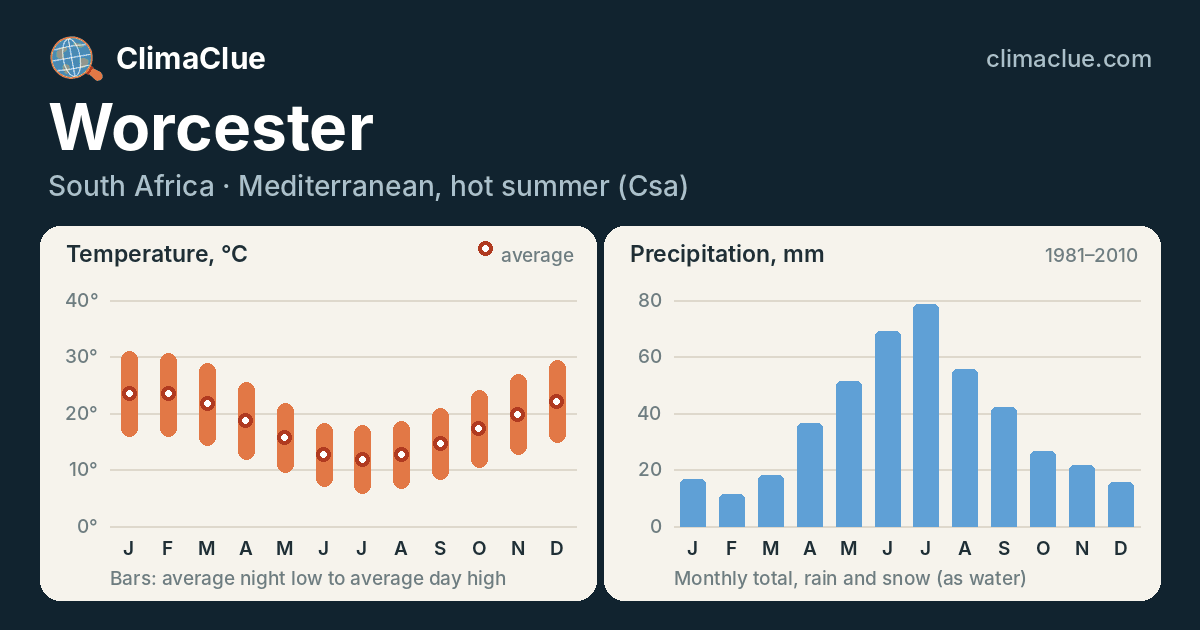 ClimaClue
climaclue.com
Worcester
South Africa · Mediterranean, hot summer (Csa)
Temperature, °C
average
40°
30°
20°
10°
0°
J F M A M J J A S O N D
Bars: average night low to average day high
Precipitation, mm
1981–2010
80
60
40
20
0
J F M A M J J A S O N D
Monthly total, rain and snow (as water)